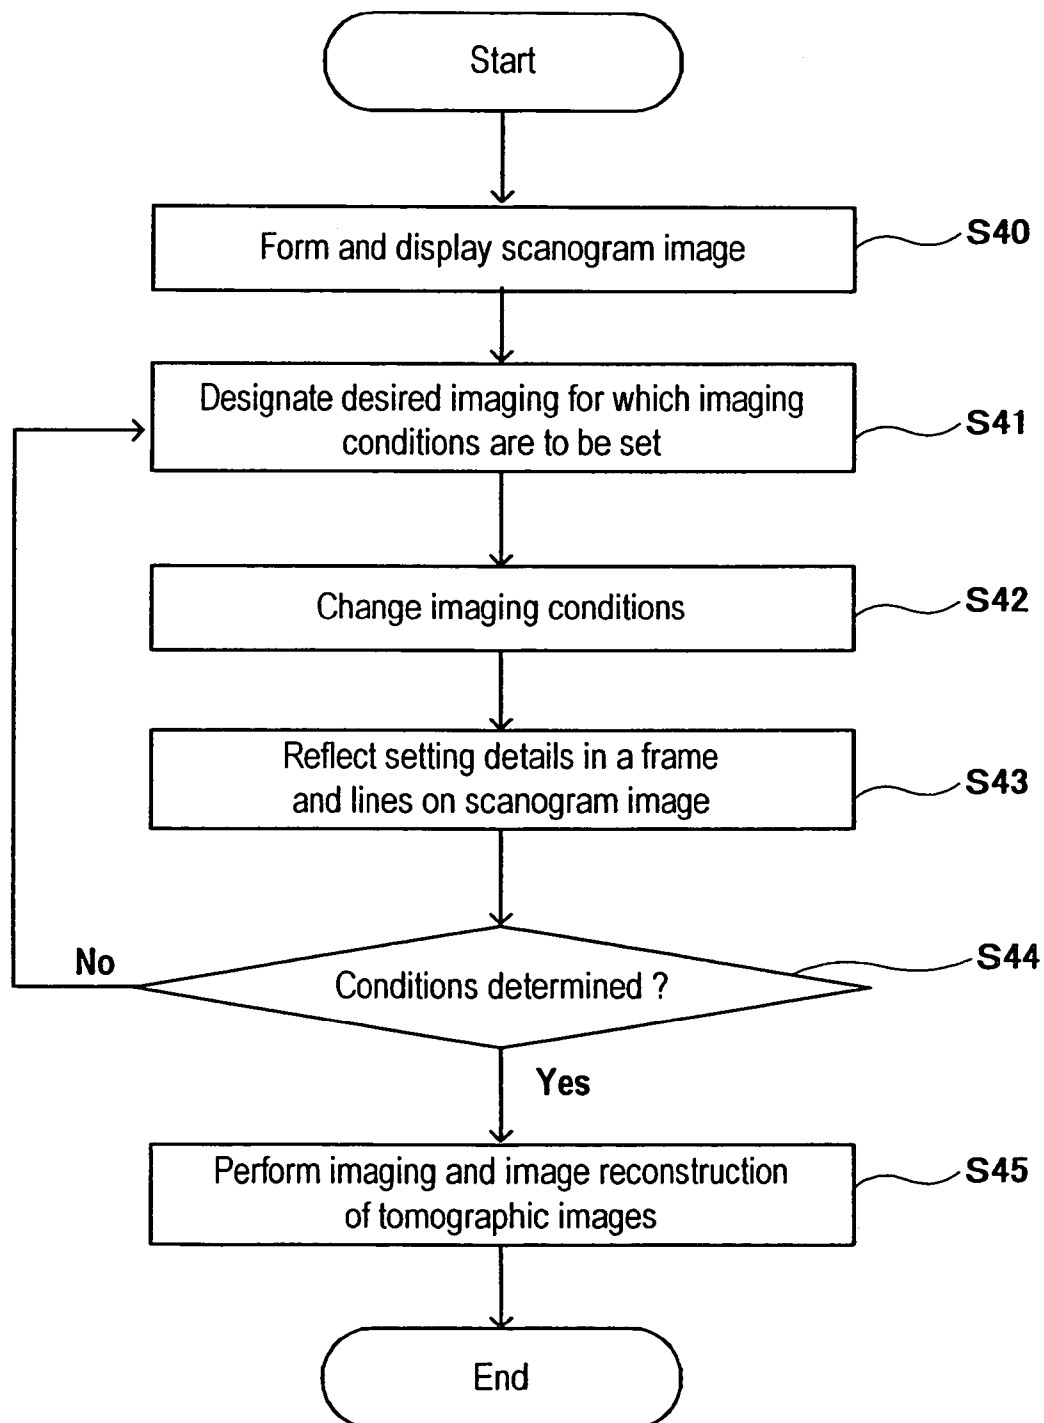 Start
Form and display scanogram image
S40
Designate desired imaging for which imaging
conditions are to be set
S41
Change imaging conditions
S42
Reflect setting details in a frame
and lines on scanogram image
S43
No
Conditions determined ?
S44
Yes
Perform imaging and image reconstruction
of tomographic images
S45
End